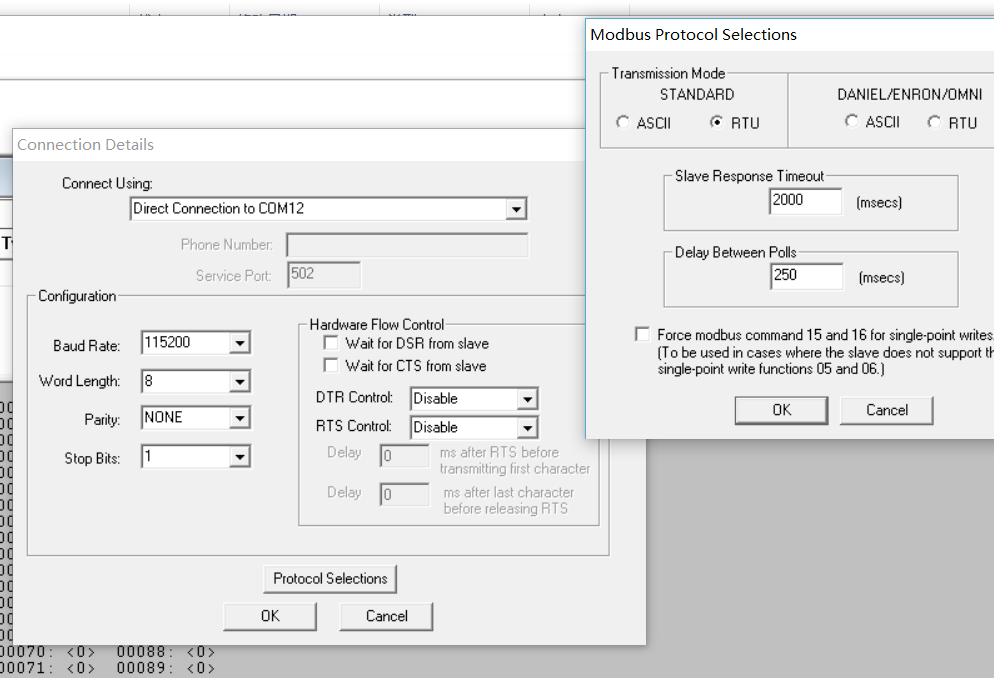 Modbus Protocol Selections
Transmission Mode
STANDARD
DANIEL/ENRON/OMNI
ASCII
RTU
ASCII
RTU
Slave Response Timeout
2000
(msecs)
Delay Between Polls
250
(msecs)
Force modbus command 15 and 16 for single-point writes.
(To be used in cases where the slave does not support
single-point write functions 05 and 06.)
OK
Cancel
Connection Details
Connect Using:
Direct Connection to COM12
Phone Number:
Service Port:
502
Configuration
Baud Rate:
115200
Word Length:
8
Parity:
NONE
Stop Bits:
1
Hardware Flow Control
Wait for DSR from slave
Wait for CTS from slave
DTR Control:
Disable
RTS Control:
Disable
Delay
0
ms after RTS before
transmitting first character
Delay
0
ms after last character
before releasing RTS
Protocol Selections
OK
Cancel
00070: <0> 00088: <0>
00071: <0> 00089: <0>